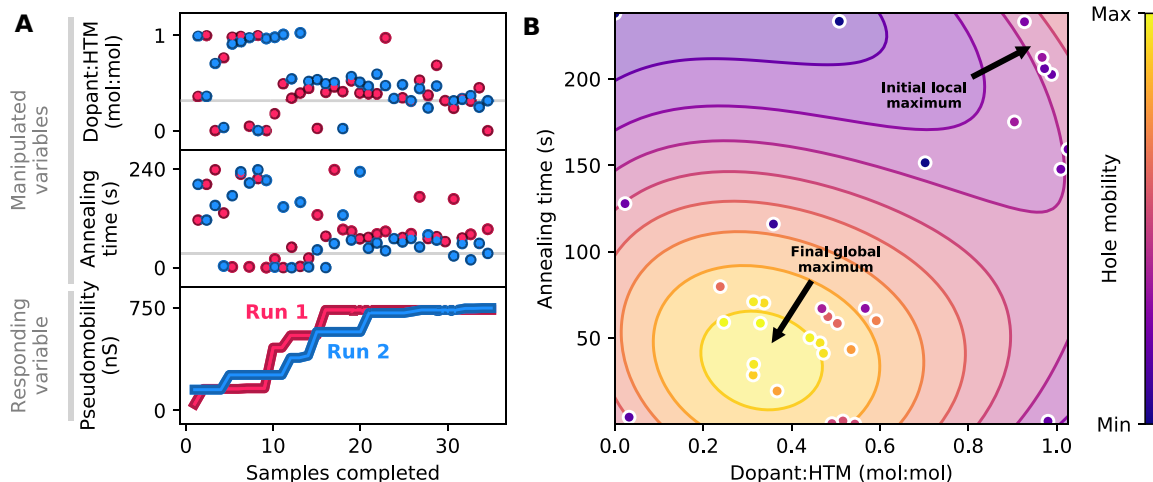 A
Manipulated
variables
Responding
variable
Dopant:HTM
(mol:mol)
1
0
Annealing
time (s)
240
0
Pseudomobility
(nS)
750
0
Run 1
Run 2
0
10
20
30
Samples completed
B
Annealing time (s)
200
150
100
50
Initial local
maximum
Final global
maximum
0.0
0.2
0.4
0.6
0.8
1.0
Dopant:HTM (mol:mol)
Hole mobility
Max
Min